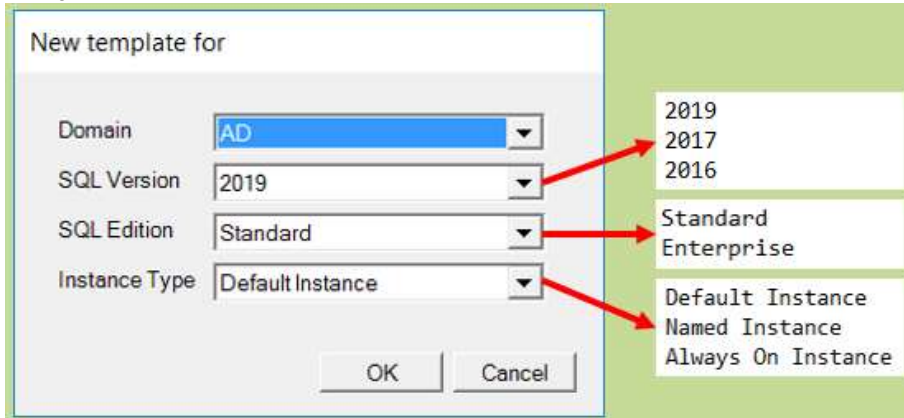 New template for
Domain AD
SQL Version 2019
SQL Edition Standard
Instance Type Default Instance
OK Cancel
2019
2017
2016
Standard
Enterprise
Default Instance
Named Instance
Always On Instance